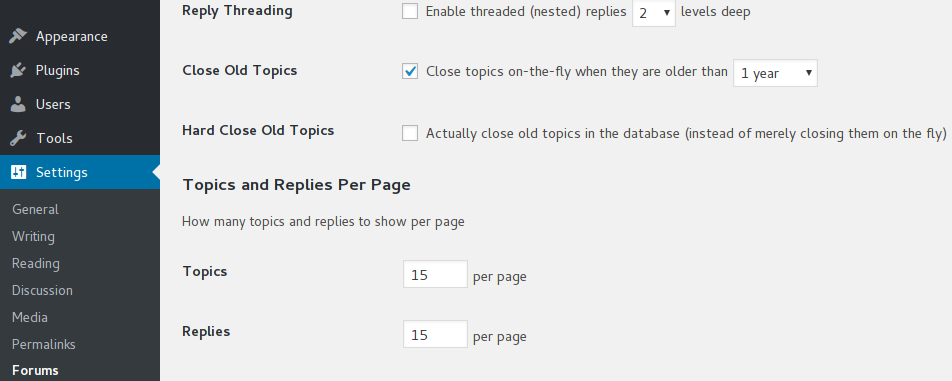 Appearance
Plugins
Users
Tools
Settings
General
Writing
Reading
Discussion
Media
Permalinks
Forums
Reply Threading Enable threaded (nested) replies 2 levels deep
Close Old Topics Close topics on-the-fly when they are older than 1 year
Hard Close Old Topics Actually close old topics in the database (instead of merely closing them on the fly)
Topics and Replies Per Page
How many topics and replies to show per page
Topics 15 per page
Replies 15 per page